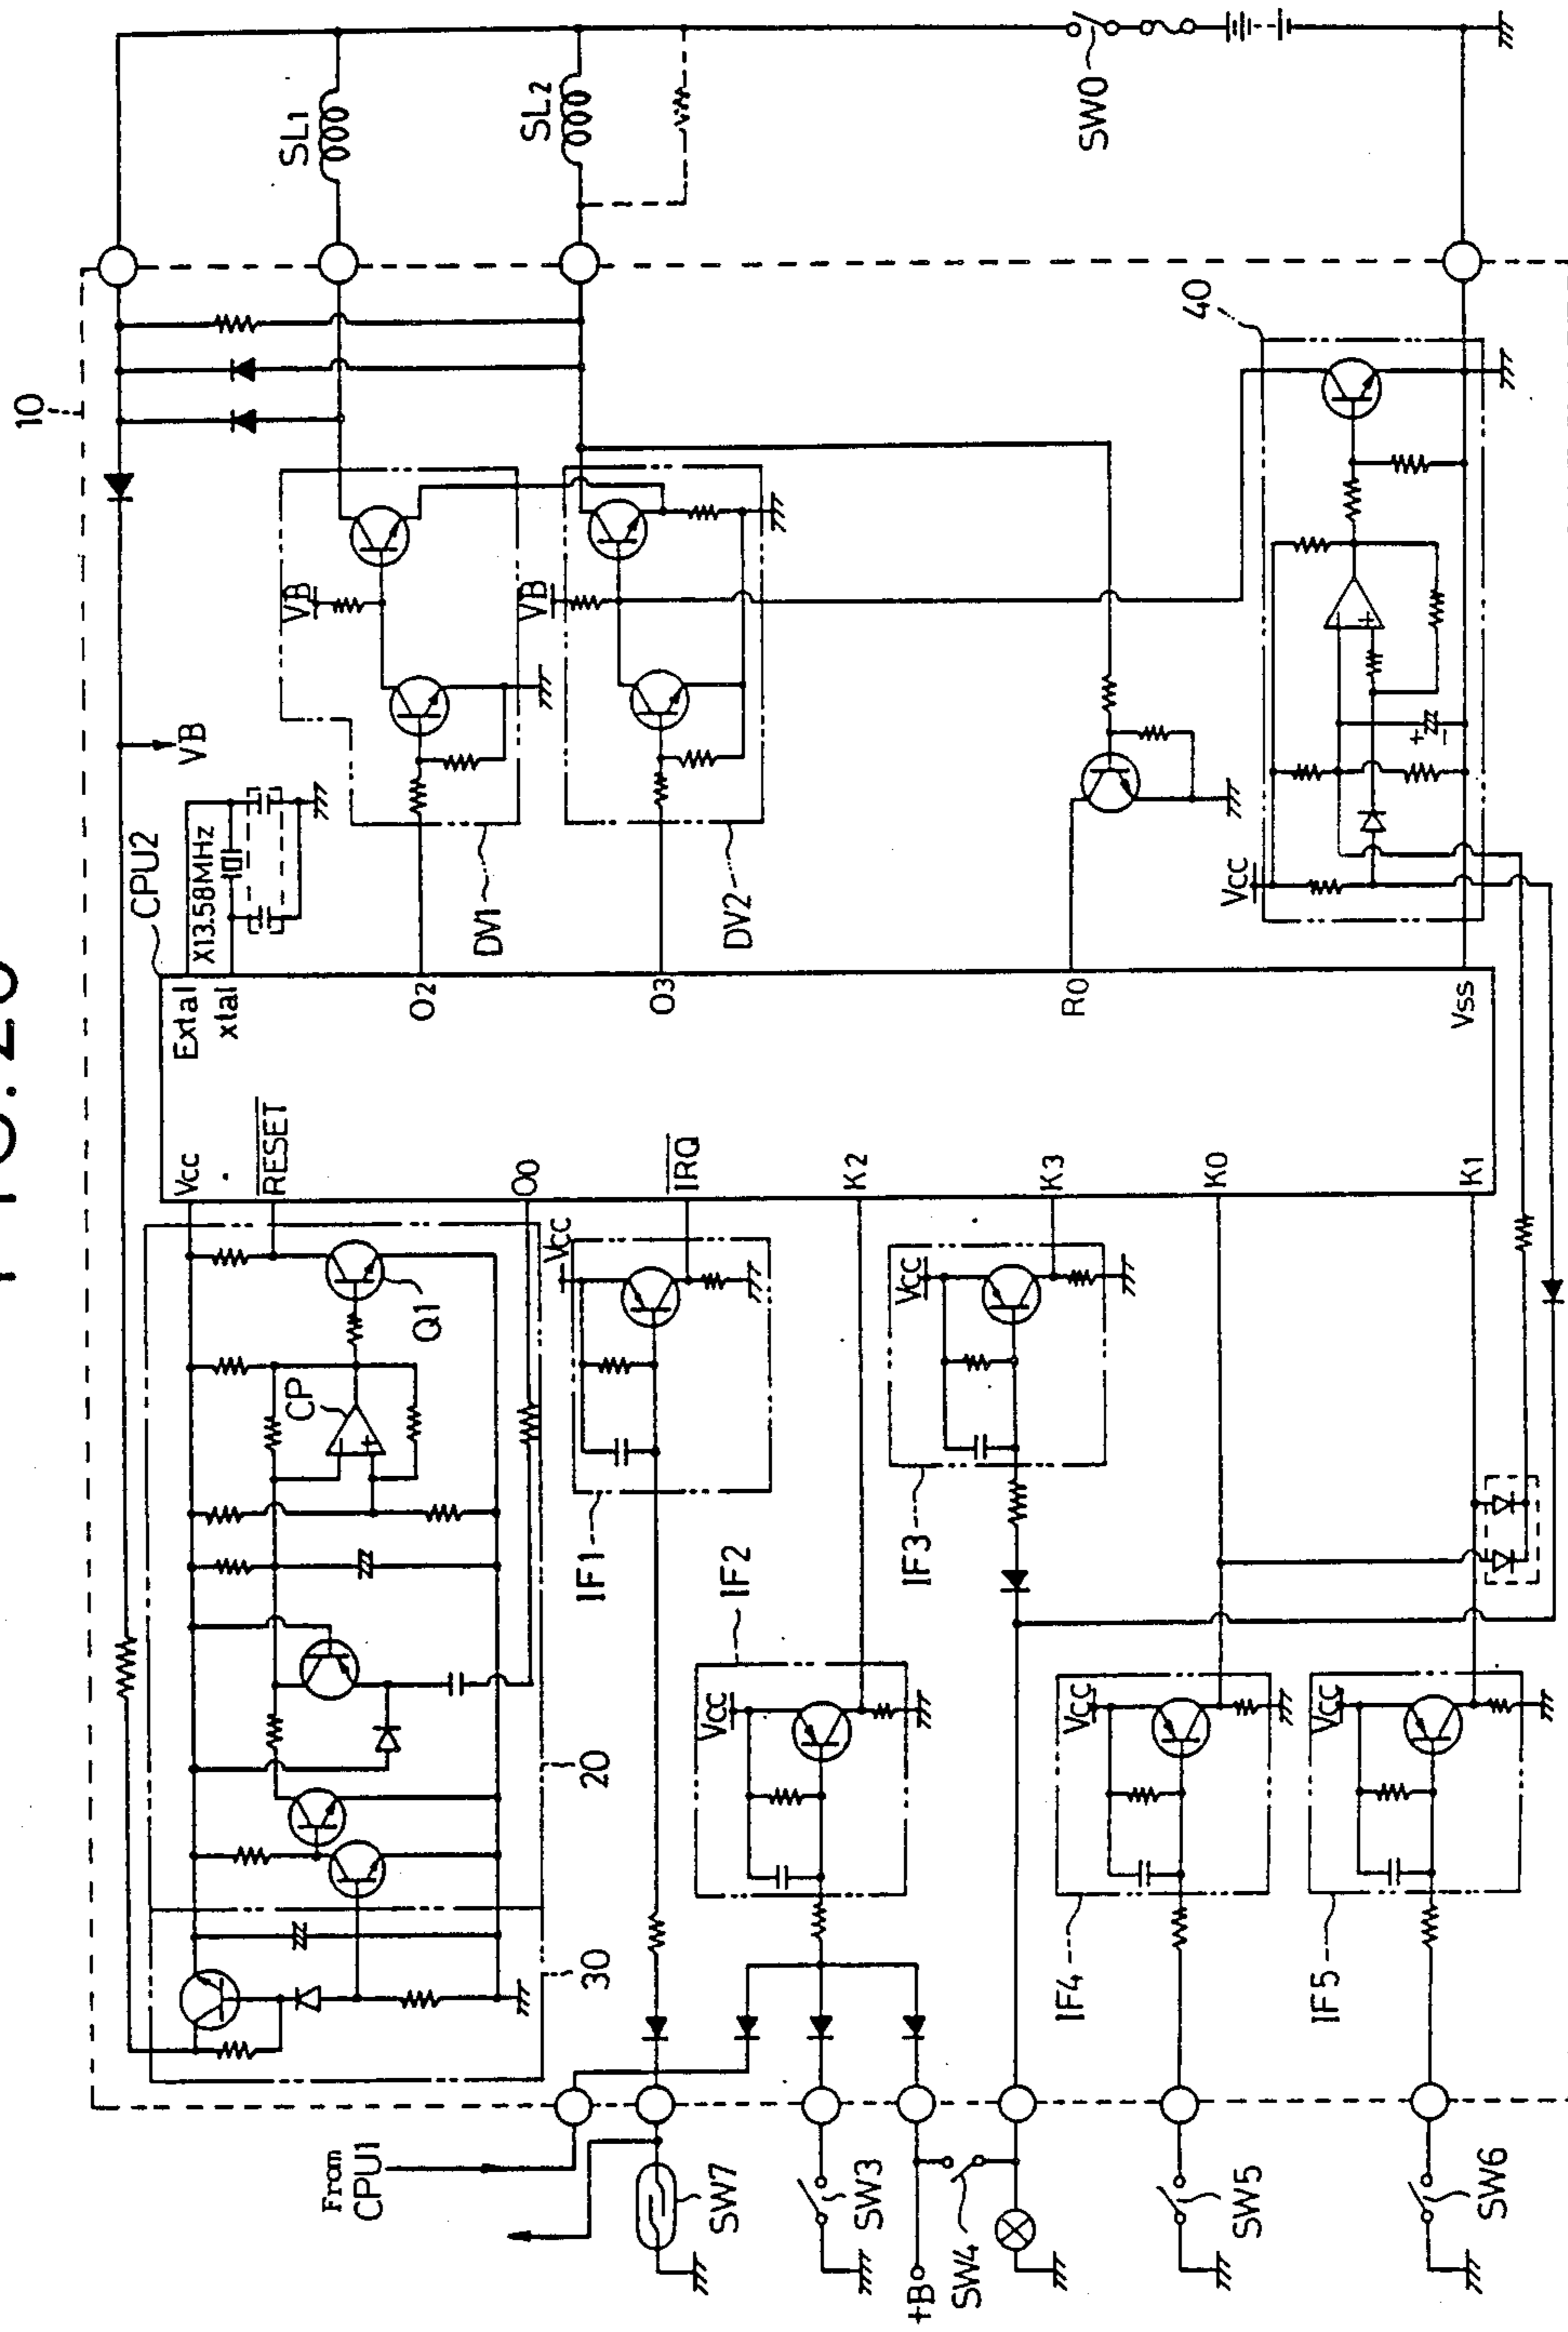 10
SL1
SL2
SW0
40
VB
CPU2
X13.58MHz
Extal
xtal
VB
VB
DV1
DV2
O2
O3
R0
Vss
Vcc
Vcc
RESET
O0
IRQ
K2
K3
K0
K1
Q1
CP
20
30
Vcc
IF1
Vcc
IF2
Vcc
IF3
Vcc
IF4
Vcc
IF5
From
CPU1
SW7
SW3
+B
SW4
SW5
SW6